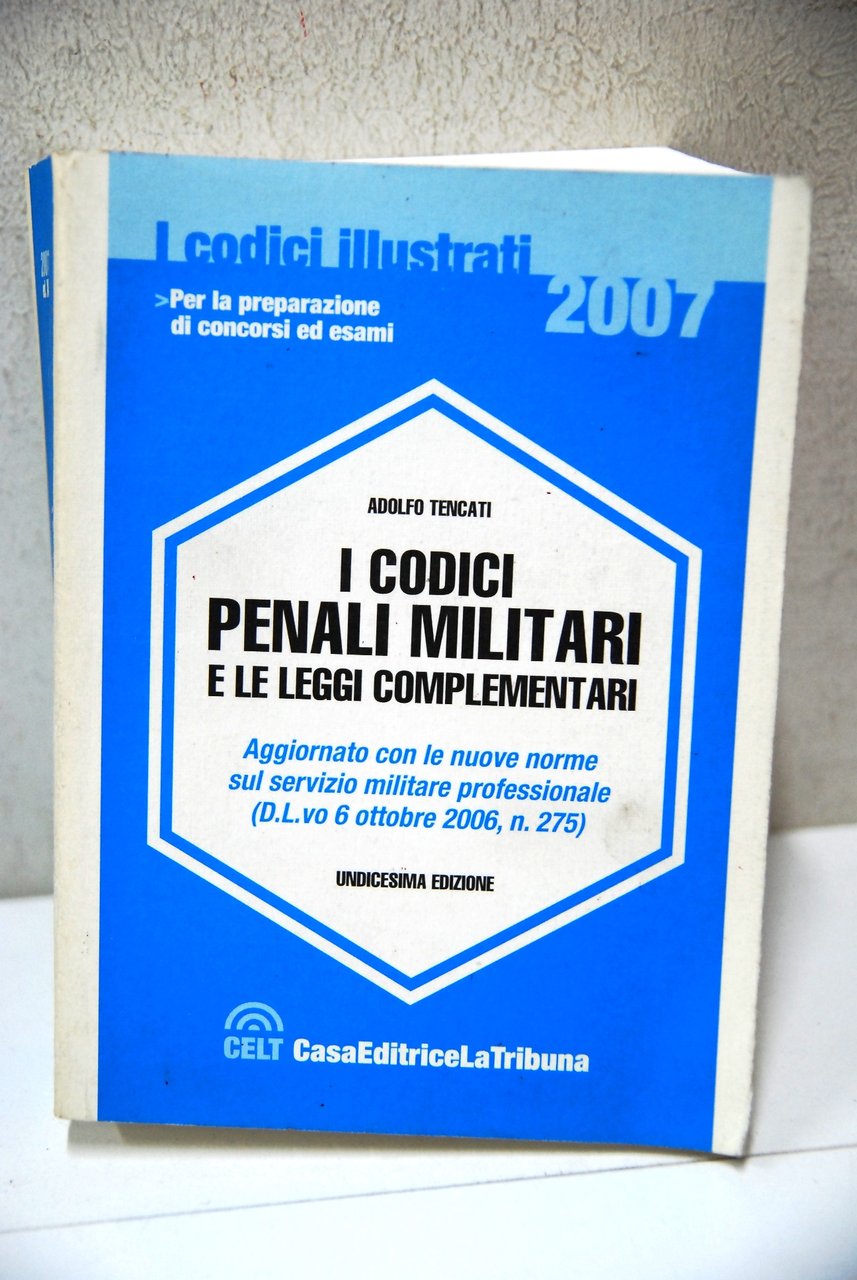 I codici illustrati
2007
>Per la preparazione
di concorsi ed esami
ADOLFO TENCATI
I CODICI
PENALI MILITARI
E LE LEGGI COMPLEMENTARI
Aggiornato con le nuove norme
sul servizio militare professionale
(D.L.vo 6 ottobre 2006, n. 275)
UNDICESIMA EDIZIONE
CELT CasaEditriceLaTribuna
2007